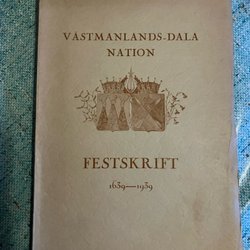 VÄSTMANLANDS-DALA
NATION
FESTSKRIFT
1639—1939